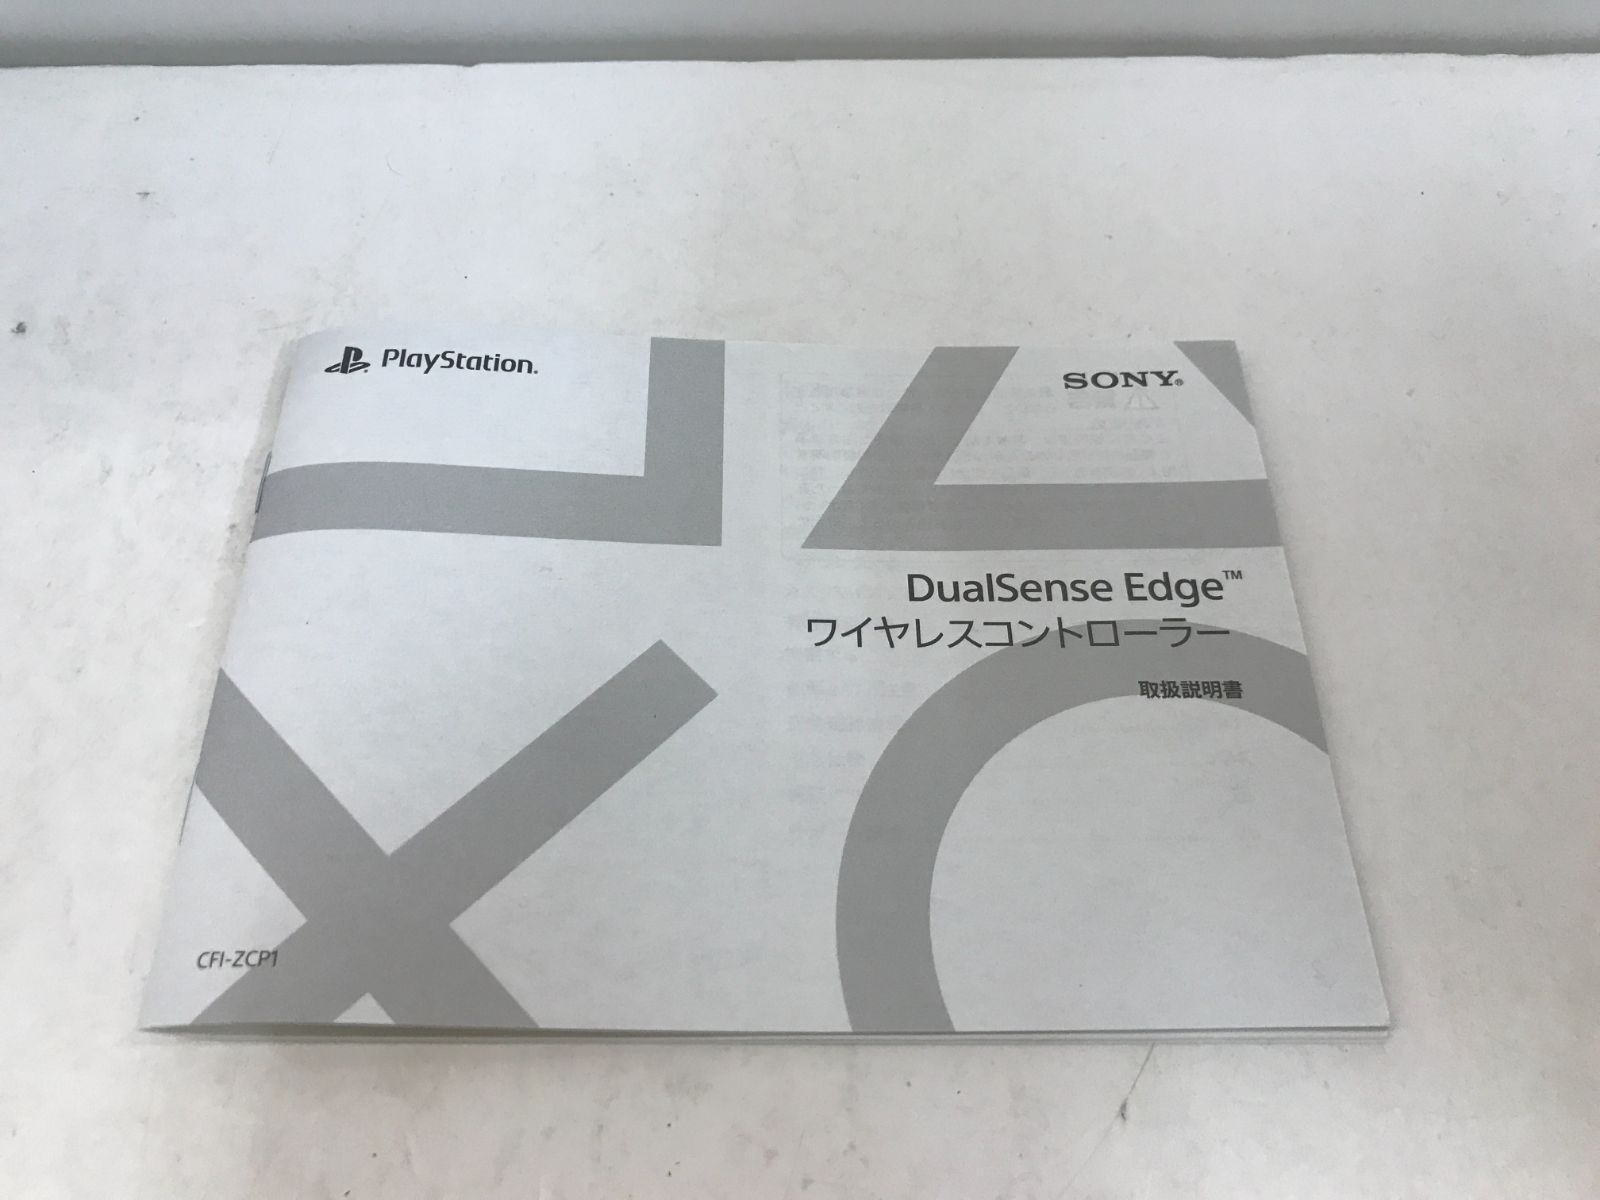 PlayStation®
SONY®
DualSense Edge™
ワイヤレスコントローラー
取扱説明書
CFI-ZCP1